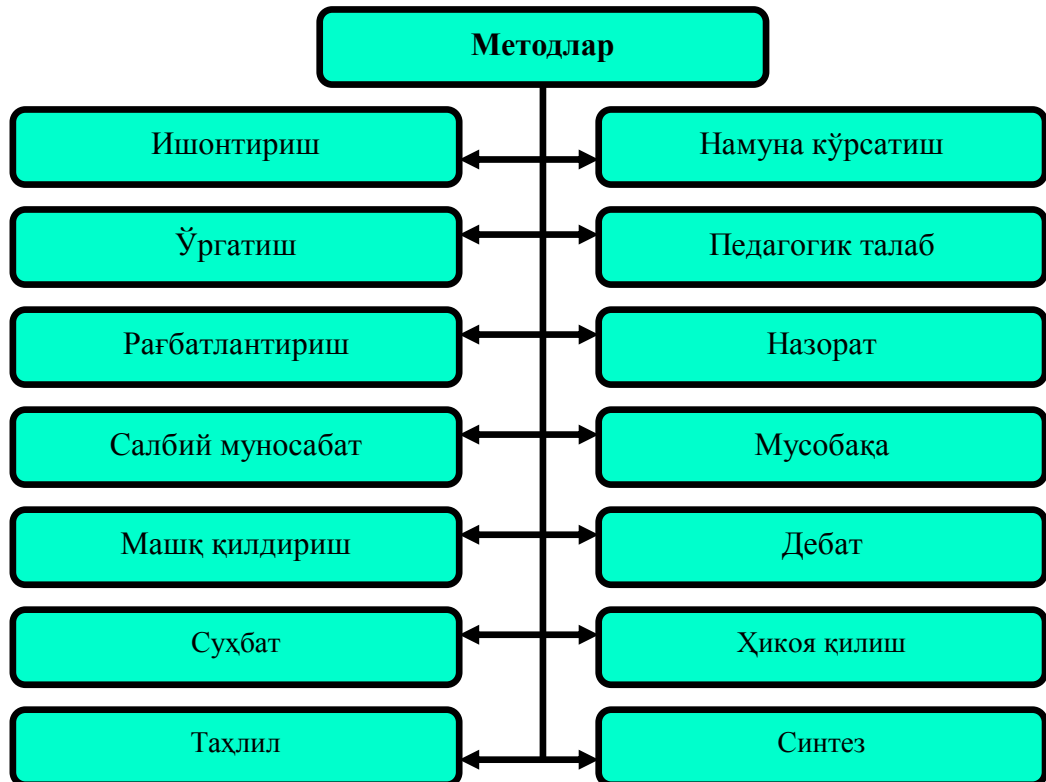 Методлар
Ишонтириш
Намуна кўрсатиш
Ўргатиш
Педагогик талаб
Рағбатлантириш
Назорат
Салбий муносабат
Мусобақа
Машқ қилдириш
Дебат
Суҳбат
Ҳикоя қилиш
Таҳлил
Синтез